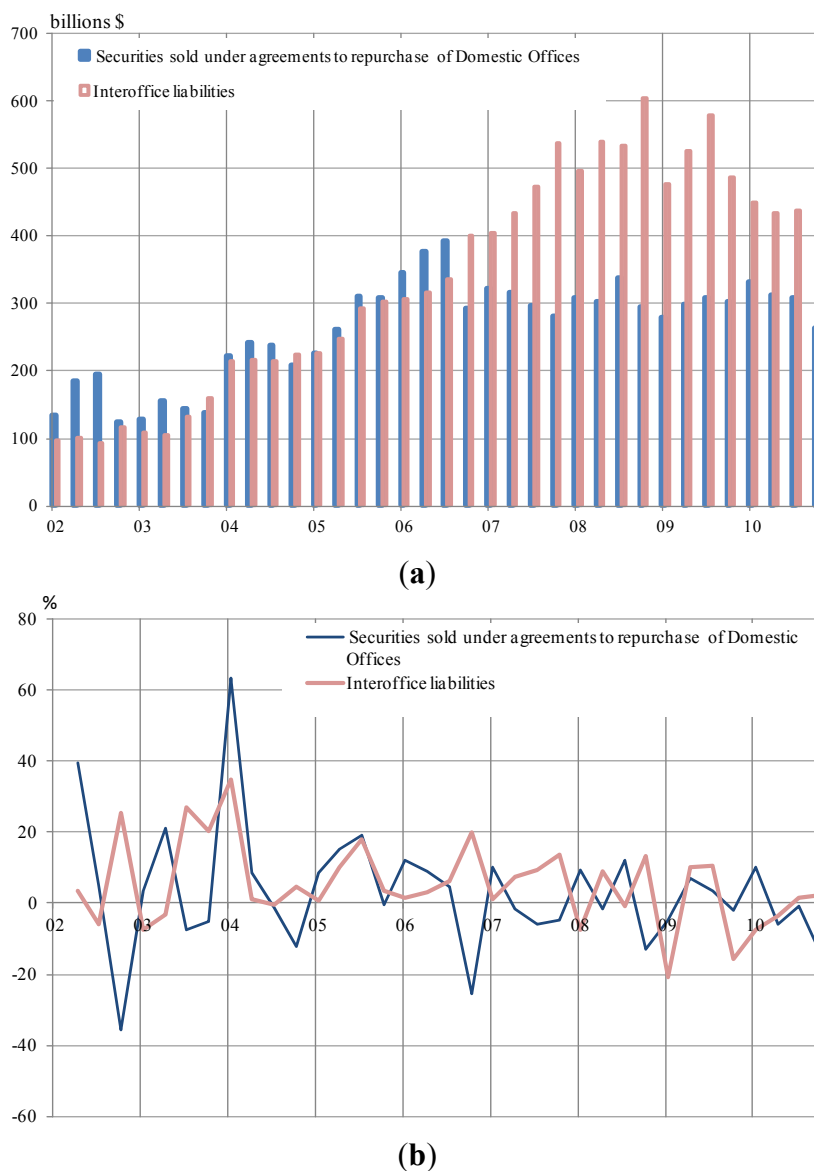 billions $
700
Securities sold under agreements to repurchase of Domestic Offices
600
Interoffice liabilities
500
400
300
200
100
0
02 03 04 05 06 07 08 09 10
(a)
%
80
Securities sold under agreements to repurchase of Domestic
Offices
60
Interoffice liabilities
40
20
0
02 03 04 05 06 07 08 09 10
-20
-40
-60
(b)